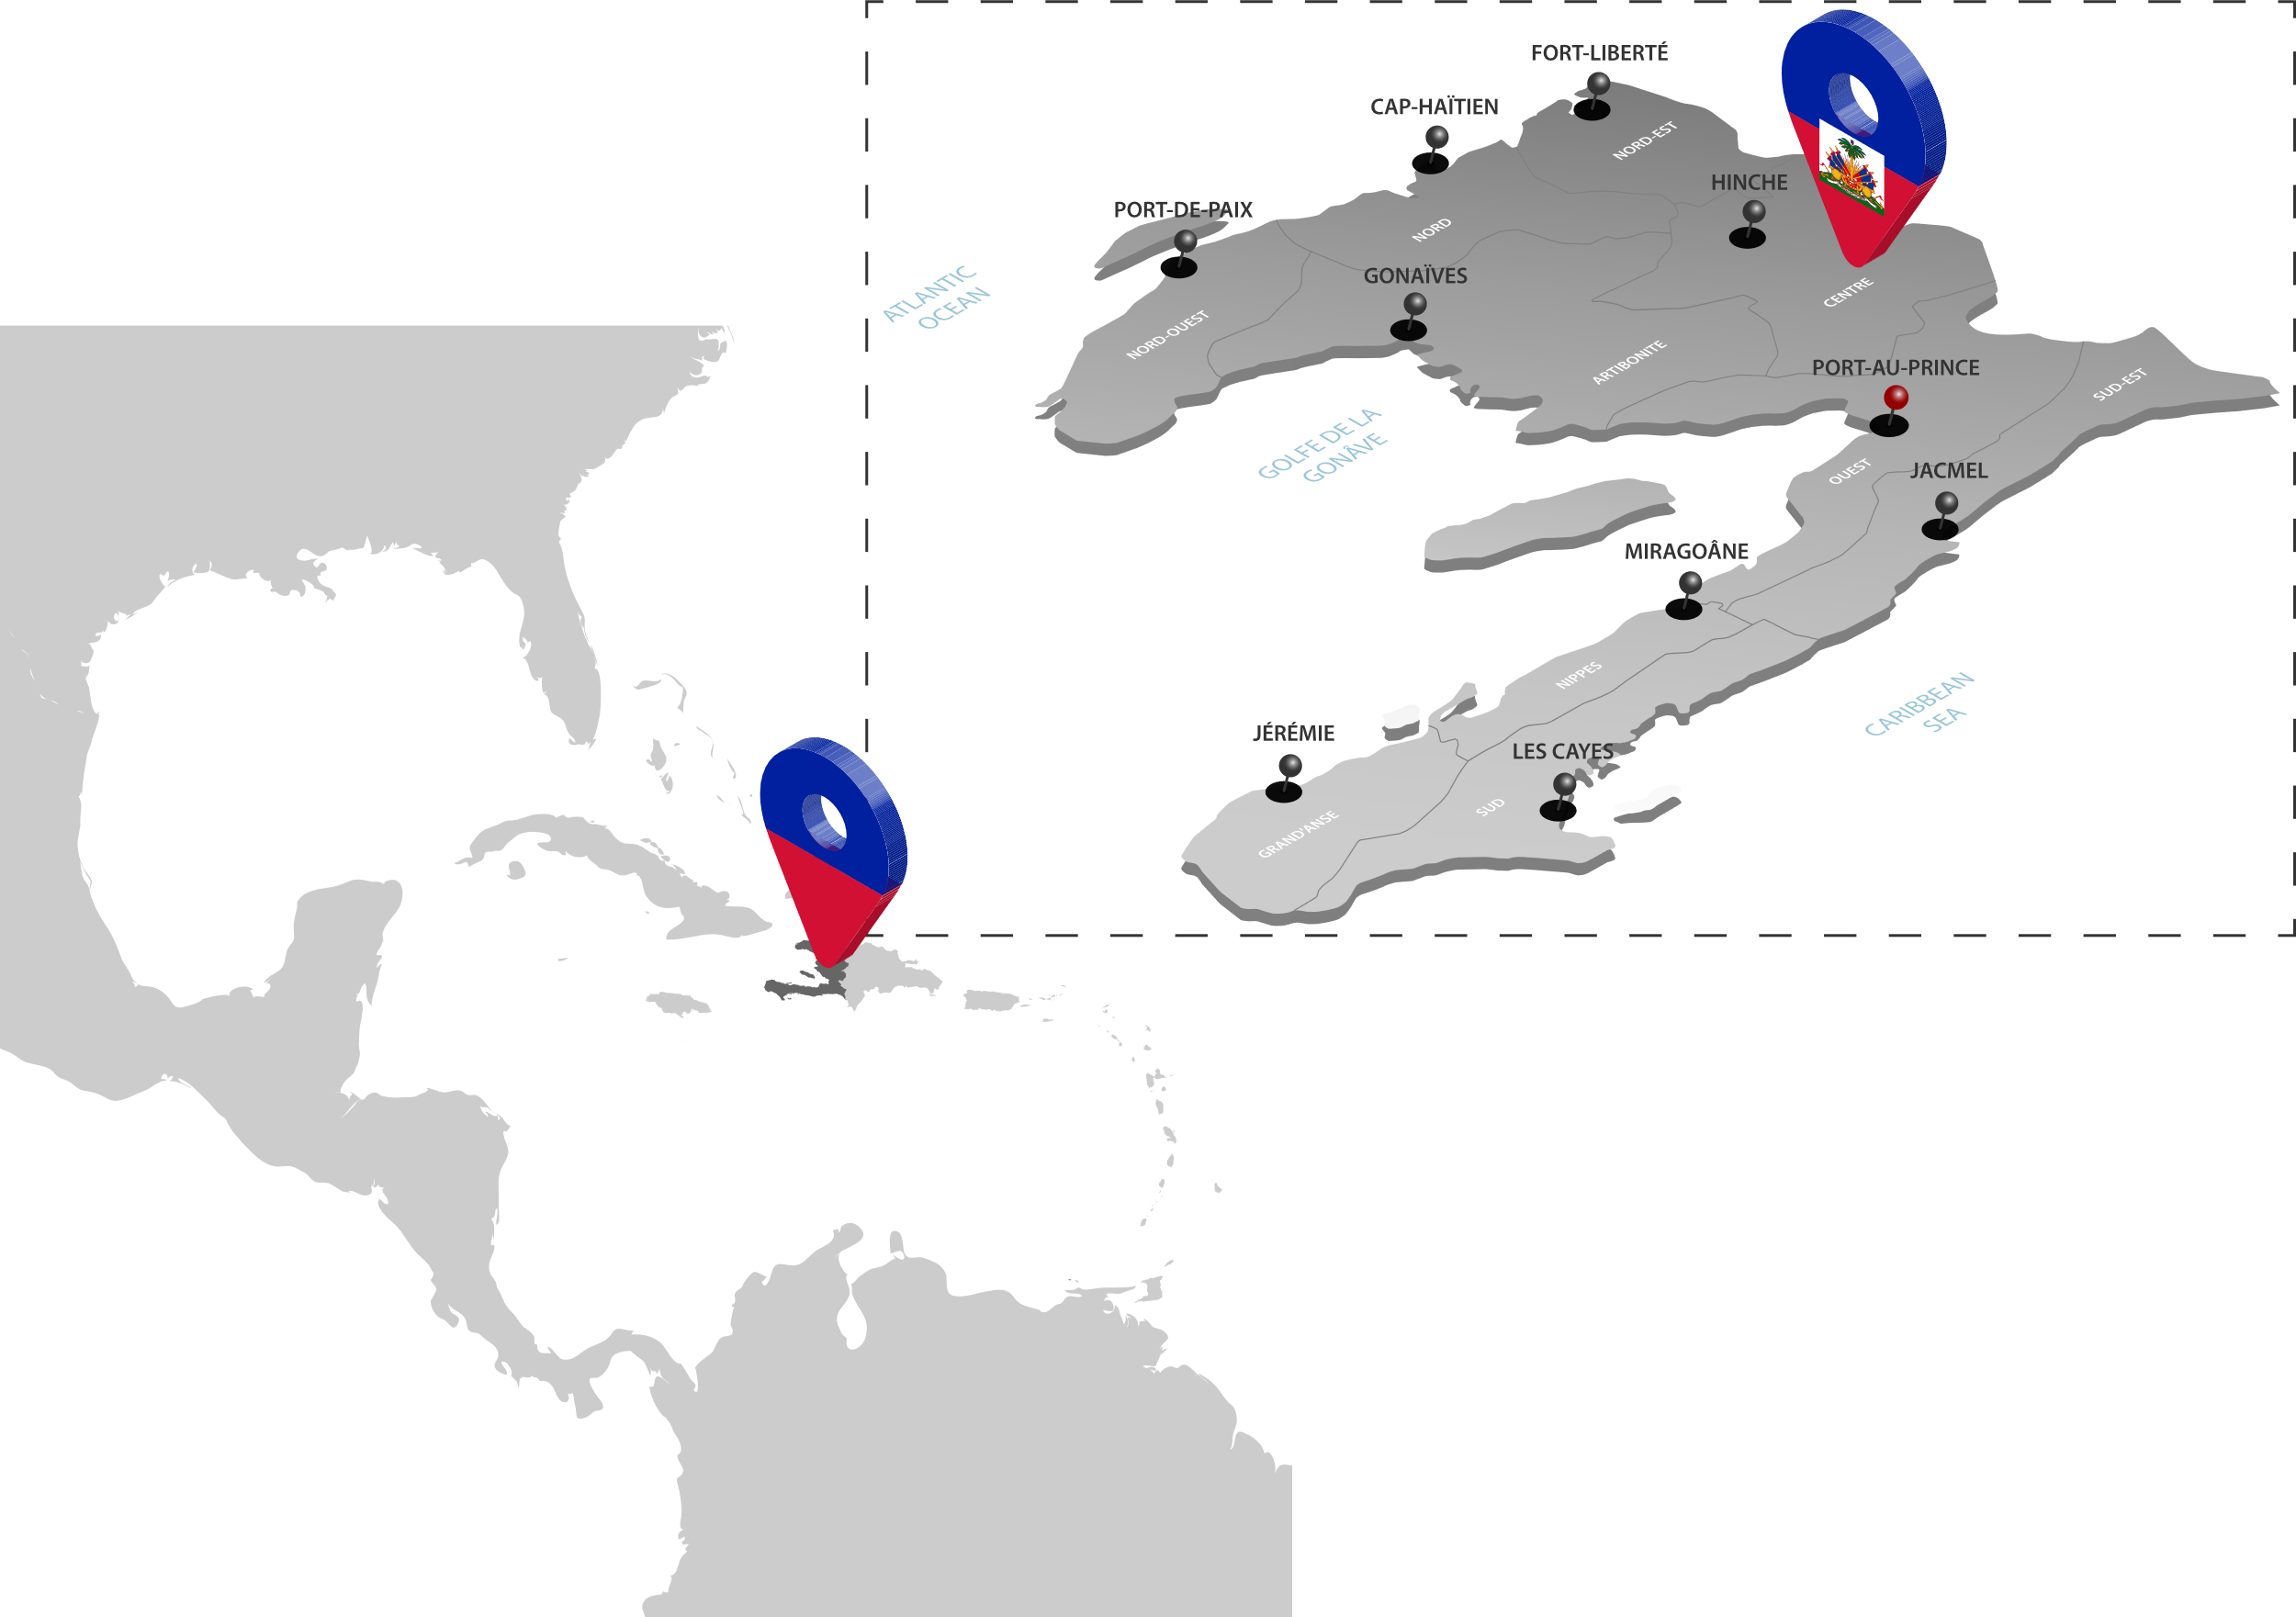 FORT-LIBERTÉ
CAP-HAÏTIEN
NORD-EST
HINCHE
PORT-DE-PAIX
NORD
GONAÏVES
ATLANTIC
OCEAN
CENTRE
NORD-OUEST
ARTIBONITE
PORT-AU-PRINCE
SUD-EST
GOLFE DE LA
GONÂVE
OUEST
JACMEL
MIRAGOÂNE
NIPPES
CARIBBEAN
SEA
JÉRÉMIE
LES CAYES
SUD
GRAND'ANSE